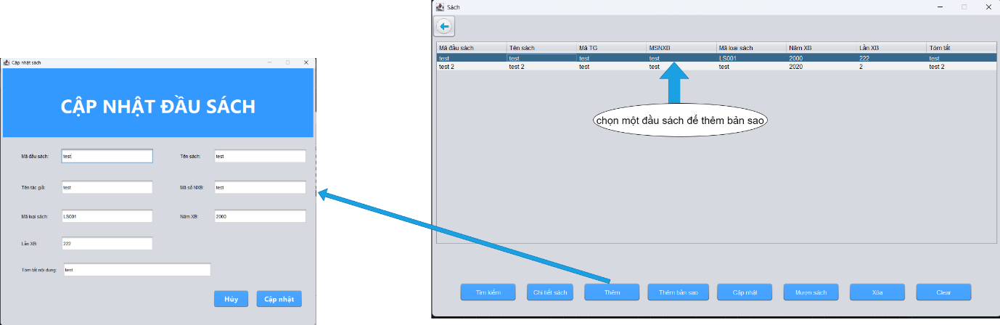 Cập nhật sách
CẬP NHẬT ĐẦU SÁCH
Mã đầu sách: test Tên sách: test
Tên tác giả: test Mã số NXB: test
Mã loại sách: LS001 Năm XB: 2000
Lần XB: 222
Tóm tắt nội dung: test
Hủy Cập nhật
Sách
Mã đầu sách Tên sách Mã TG MSNXB Mã loại sách Năm XB Lần XB Tóm tắt
test test test test LS001 2000 222 test
test 2 test 2 test test test 2020 2 test 2
chọn một đầu sách để thêm bản sao
Tìm kiếm Chi tiết sách Thêm Thêm bản sao Cập nhật Mượn sách Xóa Clear